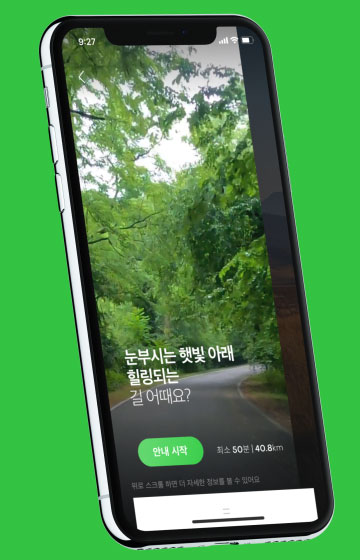 9:27
눈부시는 햇빛 아래
힐링되는
길 어때요?
안내 시작
최소 50분 | 40.8km
위로 스크롤 하면 더 자세한 정보를 볼 수 있어요